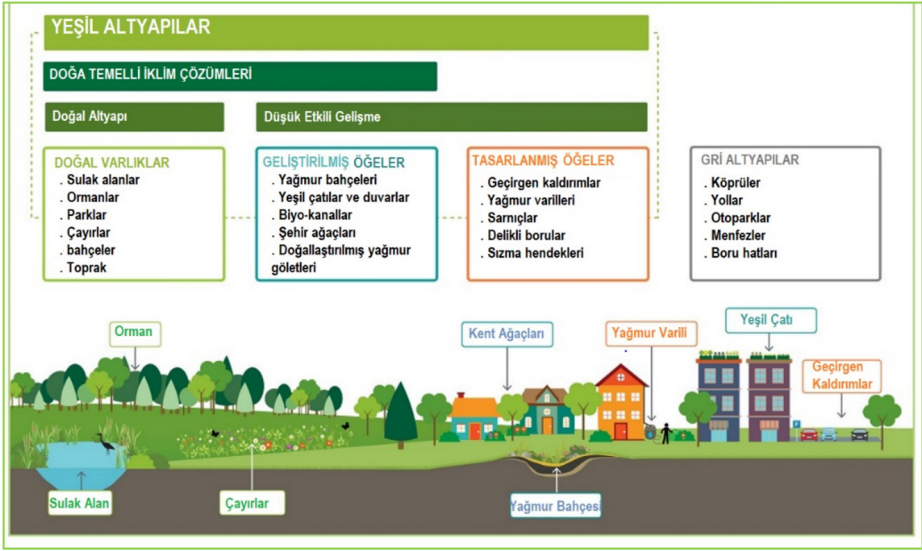 YEŞİL ALTYAPILAR
DOĞA TEMELLİ İKLİM ÇÖZÜMLERİ
Doğal Altyapı
Düşük Etkili Gelişme
DOĞAL VARLIKLAR
. Sulak alanlar
. Ormanlar
. Parklar
. Çayırlar
. bahçeler
. Toprak
GELİŞTİRİLMİŞ ÖĞELER
. Yağmur bahçeleri
. Yeşil çatılar ve duvarlar
. Biyo-kanallar
. Şehir ağaçları
. Doğallaştırılmış yağmur
göletleri
TASARLANMIŞ ÖĞELER
. Geçirgen kaldırımlar
. Yağmur varilleri
. Sarnıçlar
. Delikli borular
. Sızma hendekleri
GRİ ALTYAPILAR
. Köprüler
. Yollar
. Otoparklar
. Menfezler
. Boru hatları
Orman
Kent Ağaçları
Yağmur Varili
Yeşil Çatı
Geçirgen
Kaldırımlar
P
Sulak Alan
Çayırlar
Yağmur Bahçesi